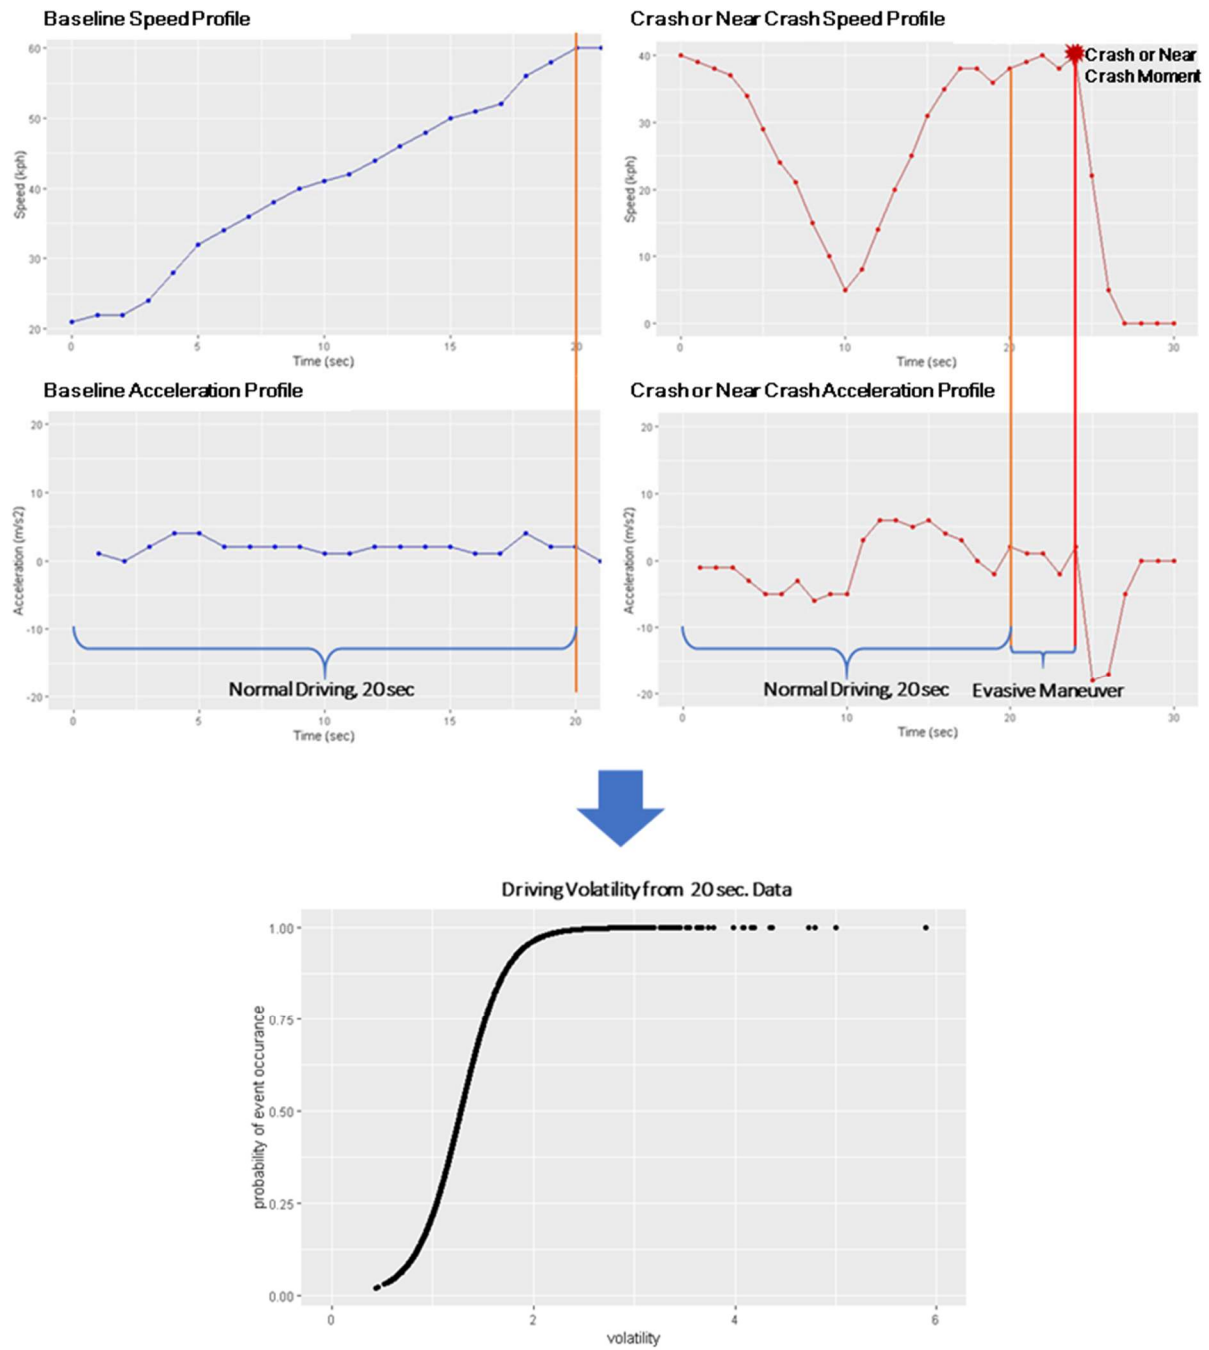 Baseline Speed Profile
60
50
40
30
20
Speed (kph)
0 5 10 15 20
Time (sec)
Crash or Near Crash Speed Profile
Crash or Near
Crash Moment
40
30
20
10
0
Speed (kph)
0 10 20 30
Time (sec)
Baseline Acceleration Profile
20
10
0
-10
-20
Acceleration (m/s2)
Normal Driving, 20 sec
0 5 10 15 20
Time (sec)
Crash or Near Crash Acceleration Profile
20
10
0
-10
-20
Acceleration (m/s2)
Normal Driving, 20 sec Evasive Maneuver
0 10 20 30
Time (sec)
Driving Volatility from 20 sec. Data
1.00
0.75
0.50
0.25
0.00
probability of event occurance
0 2 4 6
volatility